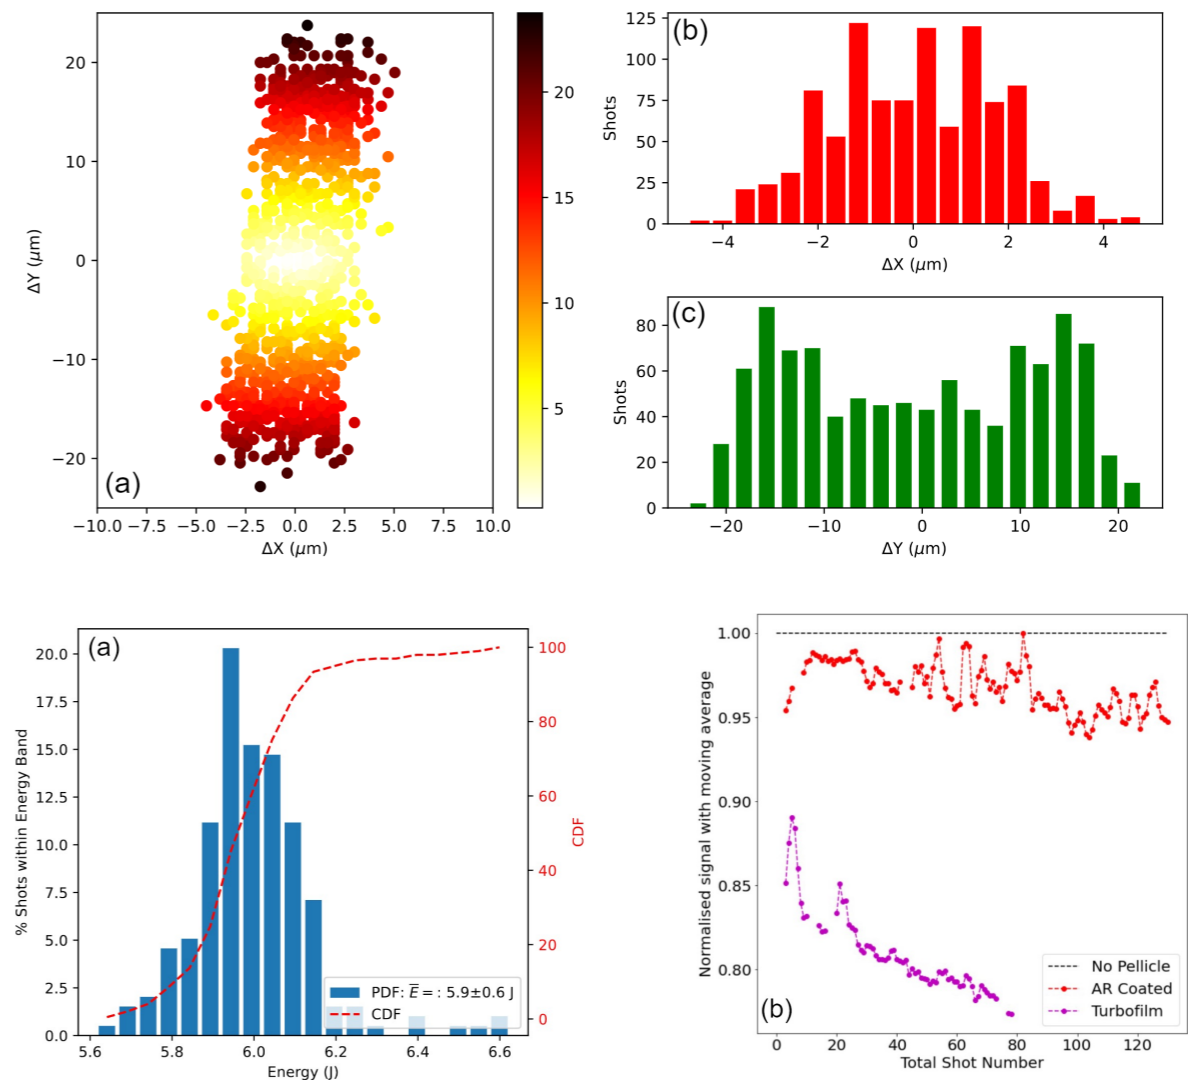 (a)
20
10
0
−10
−20
ΔY (μm)
−10.0 −7.5 −5.0 −2.5 0.0 2.5 5.0 7.5 10.0
ΔX (μm)
20
15
10
5
(b)
125
100
75
50
25
0
Shots
−4 −2 0 2 4
ΔX (μm)
(c)
80
60
40
20
0
Shots
−20 −10 0 10 20
ΔY (μm)
(a)
20.0
17.5
15.0
12.5
10.0
7.5
5.0
2.5
0.0
% Shots within Energy Band
100
80
60
40
20
0
CDF
PDF: E̅ =: 5.9±0.6 J
CDF
5.6 5.8 6.0 6.2 6.4 6.6
Energy (J)
1.00
0.95
0.90
0.85
0.80
Normalised signal with moving average
(b)
No Pellicle
AR Coated
Turbofilm
0 20 40 60 80 100 120
Total Shot Number